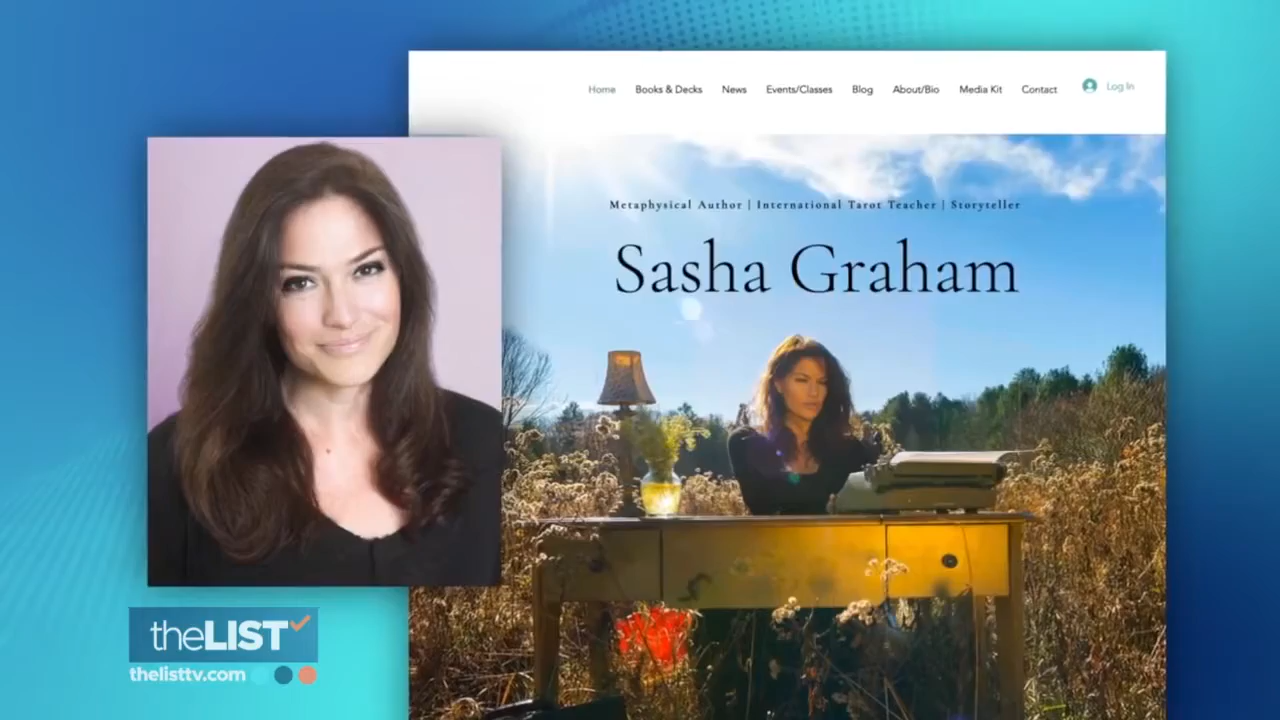 Home Books & Decks News Events/Classes Blog About/Bio Media Kit Contact Log In
Metaphysical Author | International Tarot Teacher | Storyteller
Sasha Graham
theLIST
thelisttv.com